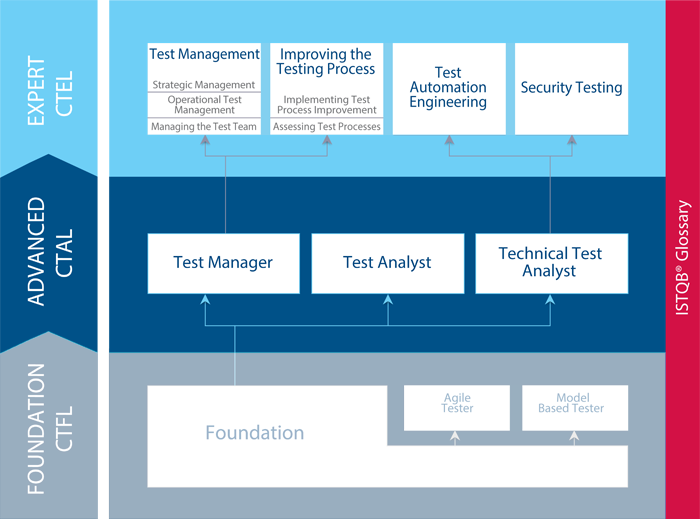 EXPERT
CTEL
Test Management
Strategic Management
Operational Test
Management
Managing the Test Team
Improving the
Testing Process
Implementing Test
Process Improvement
Assessing Test Processes
Test
Automation
Engineering
Security Testing
ADVANCED
CTAL
Test Manager
Test Analyst
Technical Test
Analyst
FOUNDATION
CTFL
Foundation
Agile
Tester
Model
Based Tester
ISTQB® Glossary